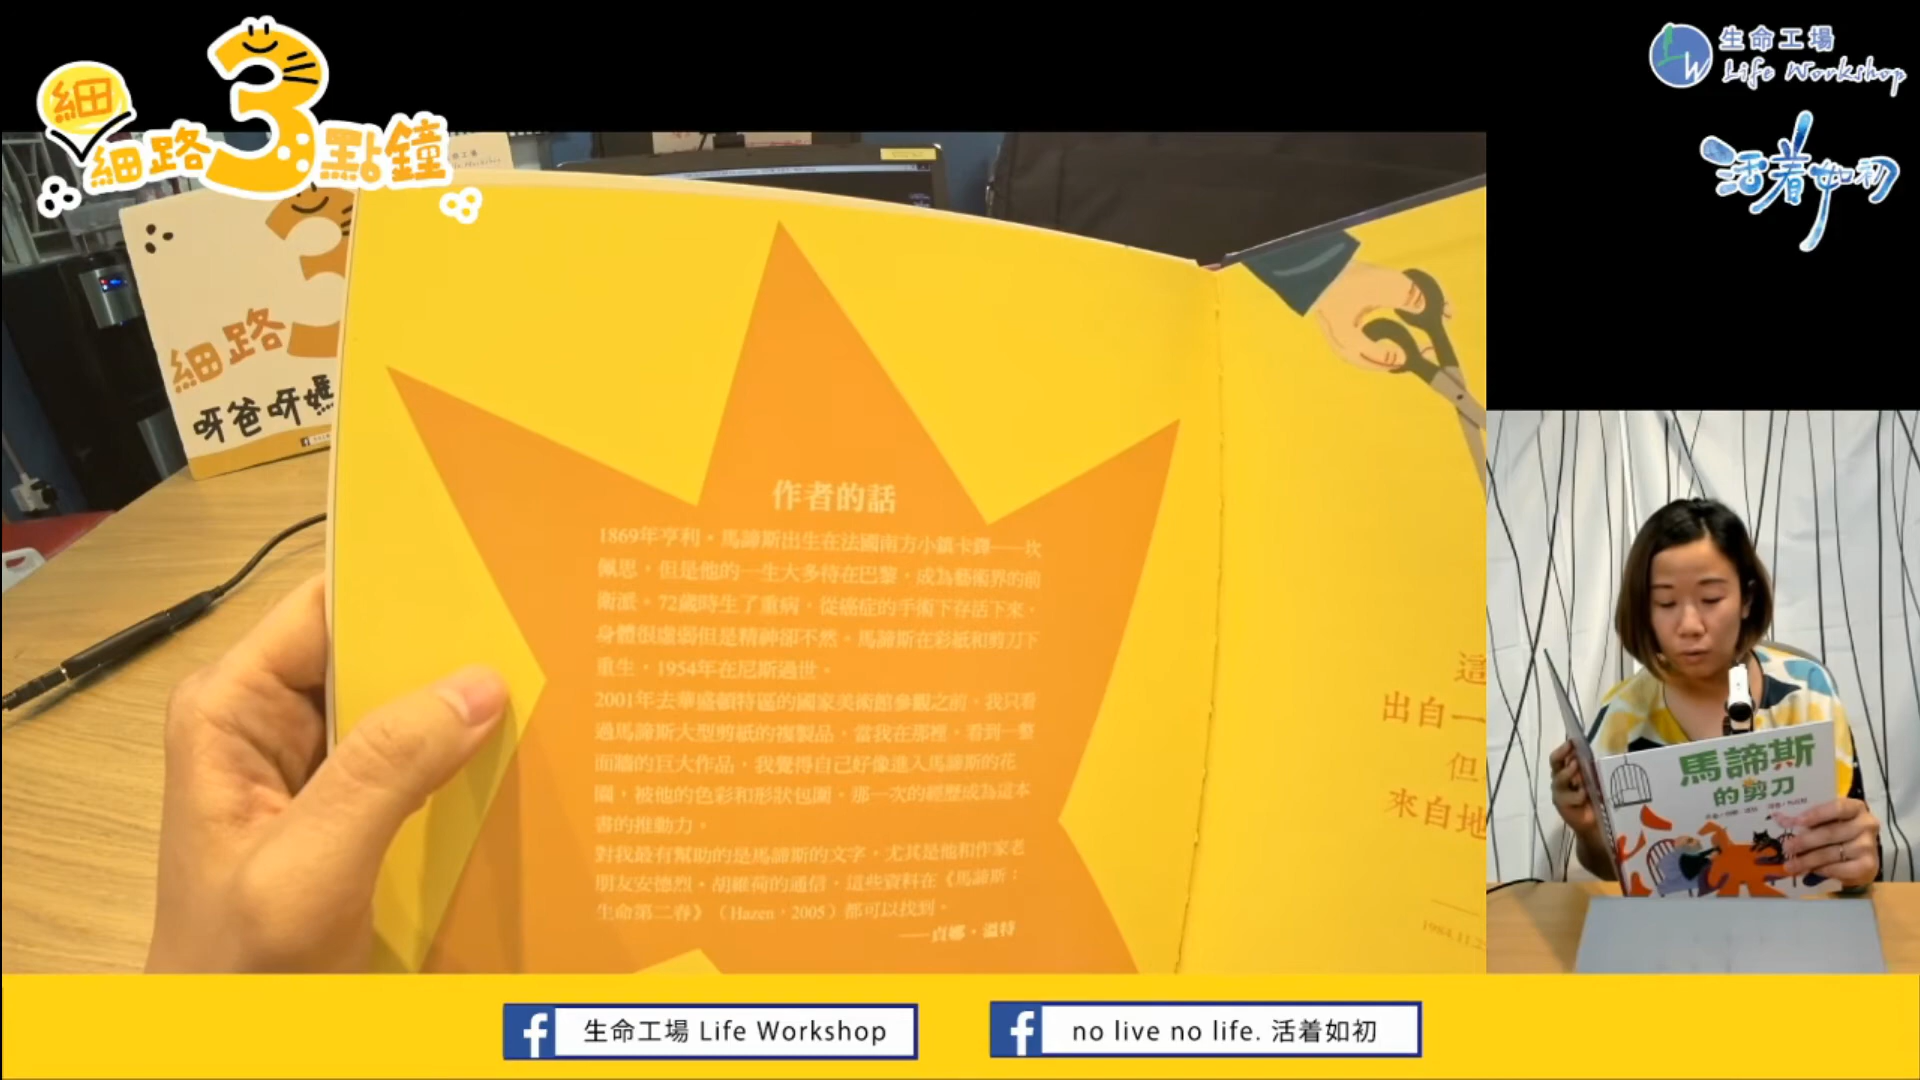 細
細路3點鐘
生命工場
Life Workshop
活着如初
3
細路
呀爸呀媽
作者的話
1869年亨利·馬諦斯出生在法國南方小鎮卡鐸——坎
佩思,但是他的一生大多待在巴黎,成為藝術界的前
衛派。72歲時生了重病,從癌症的手術下存活下來,
身體很虛弱但是精神卻不然。馬諦斯在彩紙和剪刀下
重生,1954年在尼斯過世。
2001年去華盛頓特區的國家美術館參觀之前,我只看
過馬諦斯大型剪紙的複製品,當我在那裡,看到一整
面牆的巨大作品,我覺得自己好像進入馬諦斯的花
園,被他的色彩和形狀包圍。那一次的經歷成為這本
書的推動力。
對我最有幫助的是馬諦斯的文字,尤其是他和作家老
朋友安德烈·胡維荷的通信,這些資料在《馬諦斯:
生命第二春》(Hazen,2005)都可以找到。
——貞娜·溫特
這
出自一
但
來自地
1984.11.2
馬諦斯
的剪刀
生命工場 Life Workshop
no live no life. 活着如初